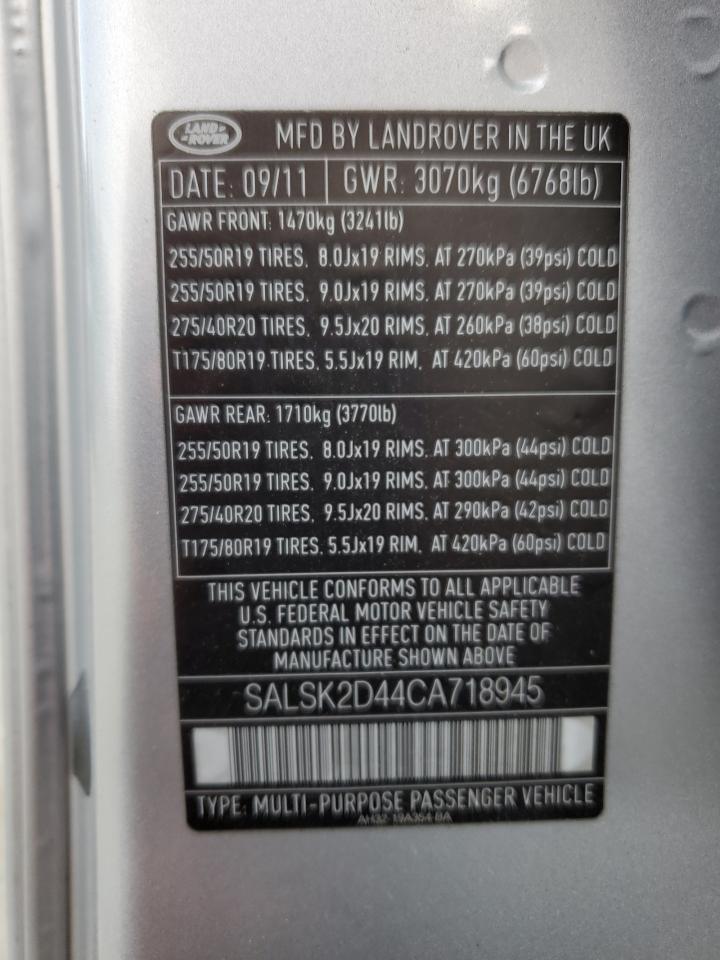 LAND ROVER MFD BY LANDROVER IN THE UK
DATE: 09/11 GWR: 3070kg (6768lb)
GAWR FRONT: 1470kg (3241lb)
255/50R19 TIRES, 8.0Jx19 RIMS, AT 270kPa (39psi) COLD
255/50R19 TIRES, 9.0Jx19 RIMS, AT 270kPa (39psi) COLD
275/40R20 TIRES, 9.5Jx20 RIMS, AT 260kPa (38psi) COLD
T175/80R19 TIRES, 5.5Jx19 RIM, AT 420kPa (60psi) COLD
GAWR REAR: 1710kg (3770lb)
255/50R19 TIRES, 8.0Jx19 RIMS, AT 300kPa (44psi) COLD
255/50R19 TIRES, 9.0Jx19 RIMS, AT 300kPa (44psi) COLD
275/40R20 TIRES, 9.5Jx20 RIMS, AT 290kPa (42psi) COLD
T175/80R19 TIRES, 5.5Jx19 RIM, AT 420kPa (60psi) COLD
THIS VEHICLE CONFORMS TO ALL APPLICABLE
U.S. FEDERAL MOTOR VEHICLE SAFETY
STANDARDS IN EFFECT ON THE DATE OF
MANUFACTURE SHOWN ABOVE
SALSK2D44CA718945
TYPE: MULTI-PURPOSE PASSENGER VEHICLE
AH32-19A354-BA